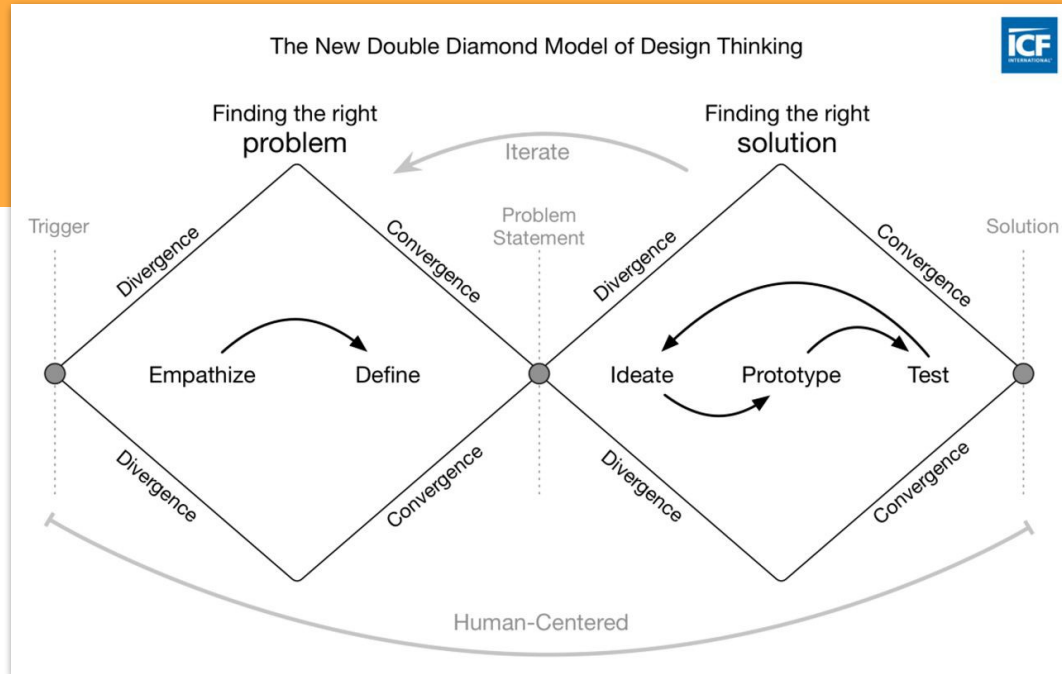 The New Double Diamond Model of Design Thinking
ICF
INTERNATIONAL
Finding the right
problem
Finding the right
solution
Iterate
Trigger
Problem
Statement
Solution
Divergence
Convergence
Divergence
Convergence
Empathize
Define
Ideate
Prototype
Test
Divergence
Convergence
Divergence
Convergence
Human-Centered